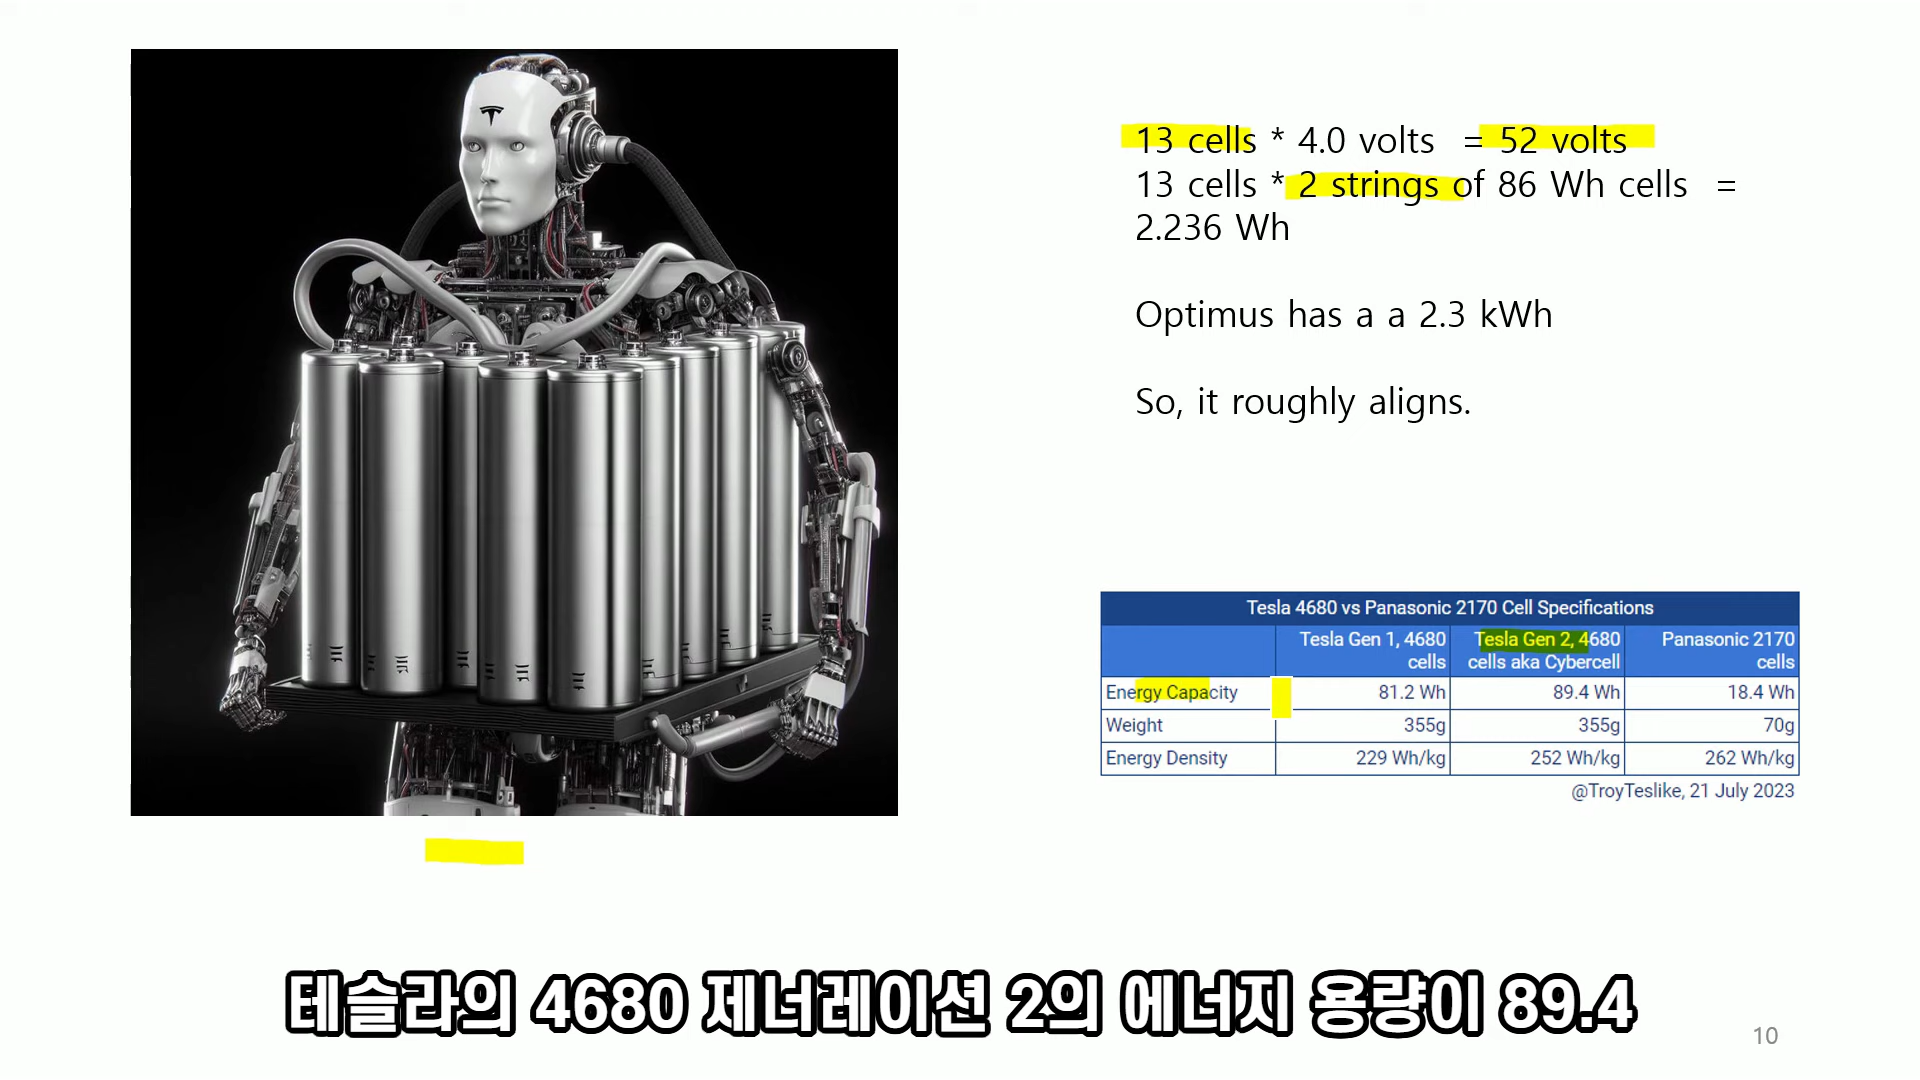 13 cells * 4.0 volts = 52 volts
13 cells * 2 strings of 86 Wh cells =
2.236 Wh
Optimus has a a 2.3 kWh
So, it roughly aligns.
Tesla 4680 vs Panasonic 2170 Cell Specifications
Tesla Gen 1, 4680 cells
Tesla Gen 2, 4680 cells aka Cybercell
Panasonic 2170 cells
Energy Capacity 81.2 Wh 89.4 Wh 18.4 Wh
Weight 355g 355g 70g
Energy Density 229 Wh/kg 252 Wh/kg 262 Wh/kg
@TroyTeslike, 21 July 2023
테슬라의 4680 제너레이션 2의 에너지 용량이 89.4
10